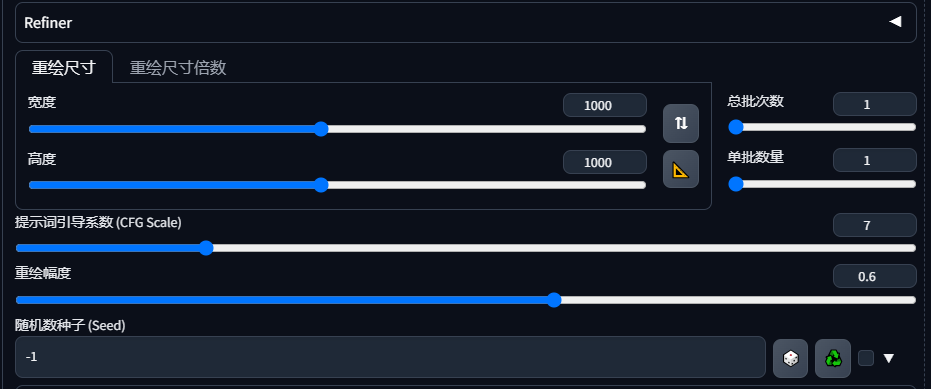 Refiner
重绘尺寸 重绘尺寸倍数
宽度 1000
总批次数 1
高度 1000
单批数量 1
提示词引导系数 (CFG Scale) 7
重绘幅度 0.6
随机数种子 (Seed)
-1